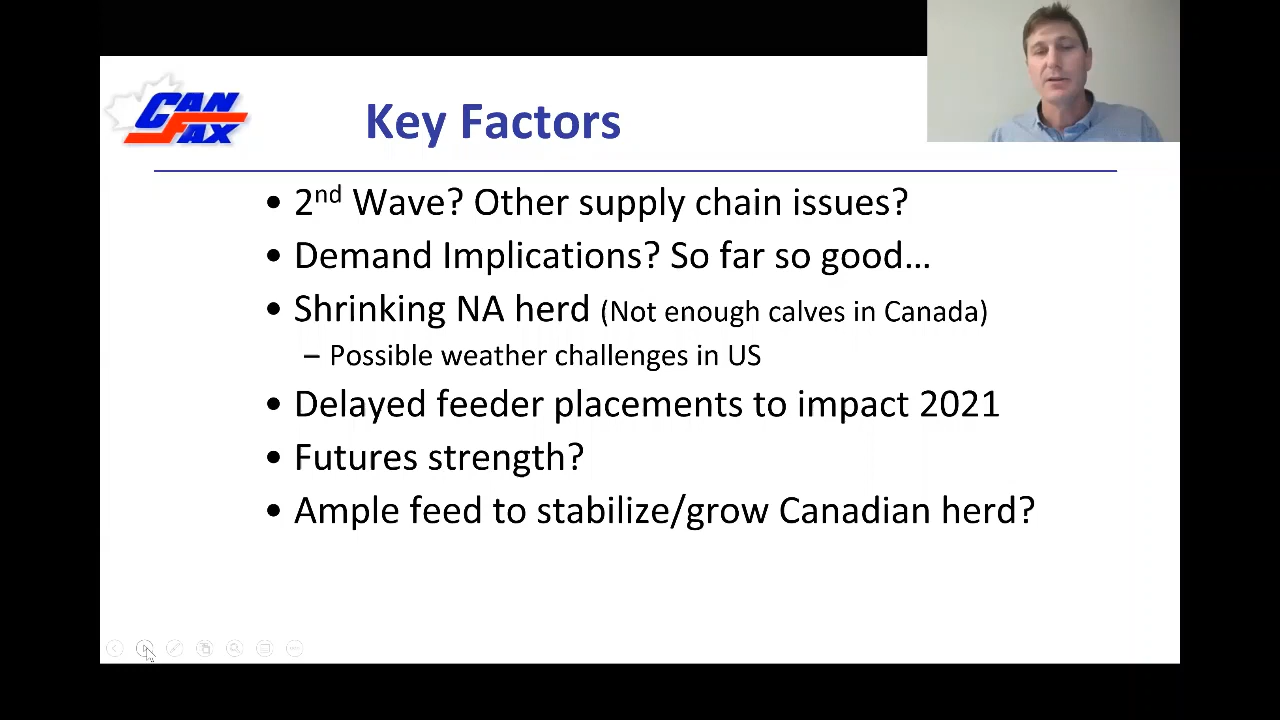 CAN
FAX
Key Factors
• 2nd Wave? Other supply chain issues?
• Demand Implications? So far so good…
• Shrinking NA herd (Not enough calves in Canada)
– Possible weather challenges in US
• Delayed feeder placements to impact 2021
• Futures strength?
• Ample feed to stabilize/grow Canadian herd?